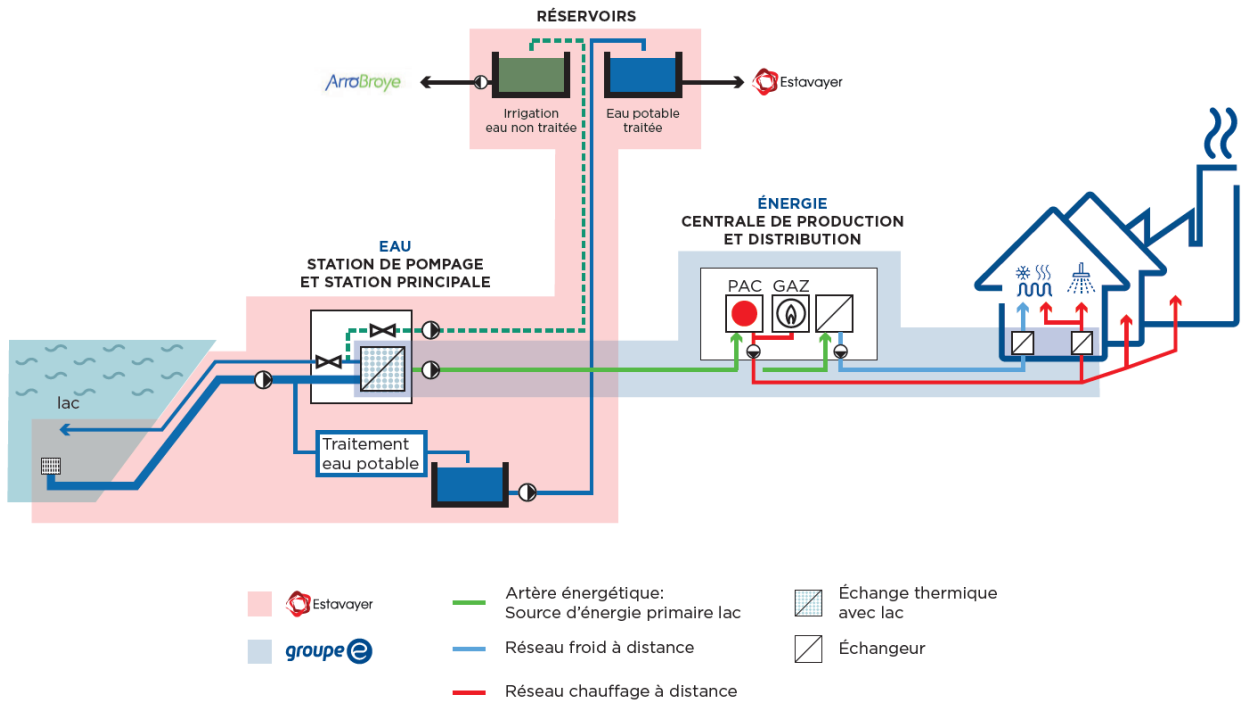 RÉSERVOIRS
ArroBroye
Estavayer
Irrigation
eau non traitée
Eau potable
traitée
ÉNERGIE
CENTRALE DE PRODUCTION
ET DISTRIBUTION
EAU
STATION DE POMPAGE
ET STATION PRINCIPALE
PAC
GAZ
lac
Traitement
eau potable
Estavayer
groupe e
Artère énergétique:
Source d'énergie primaire lac
Réseau froid à distance
Réseau chauffage à distance
Échange thermique
avec lac
Échangeur